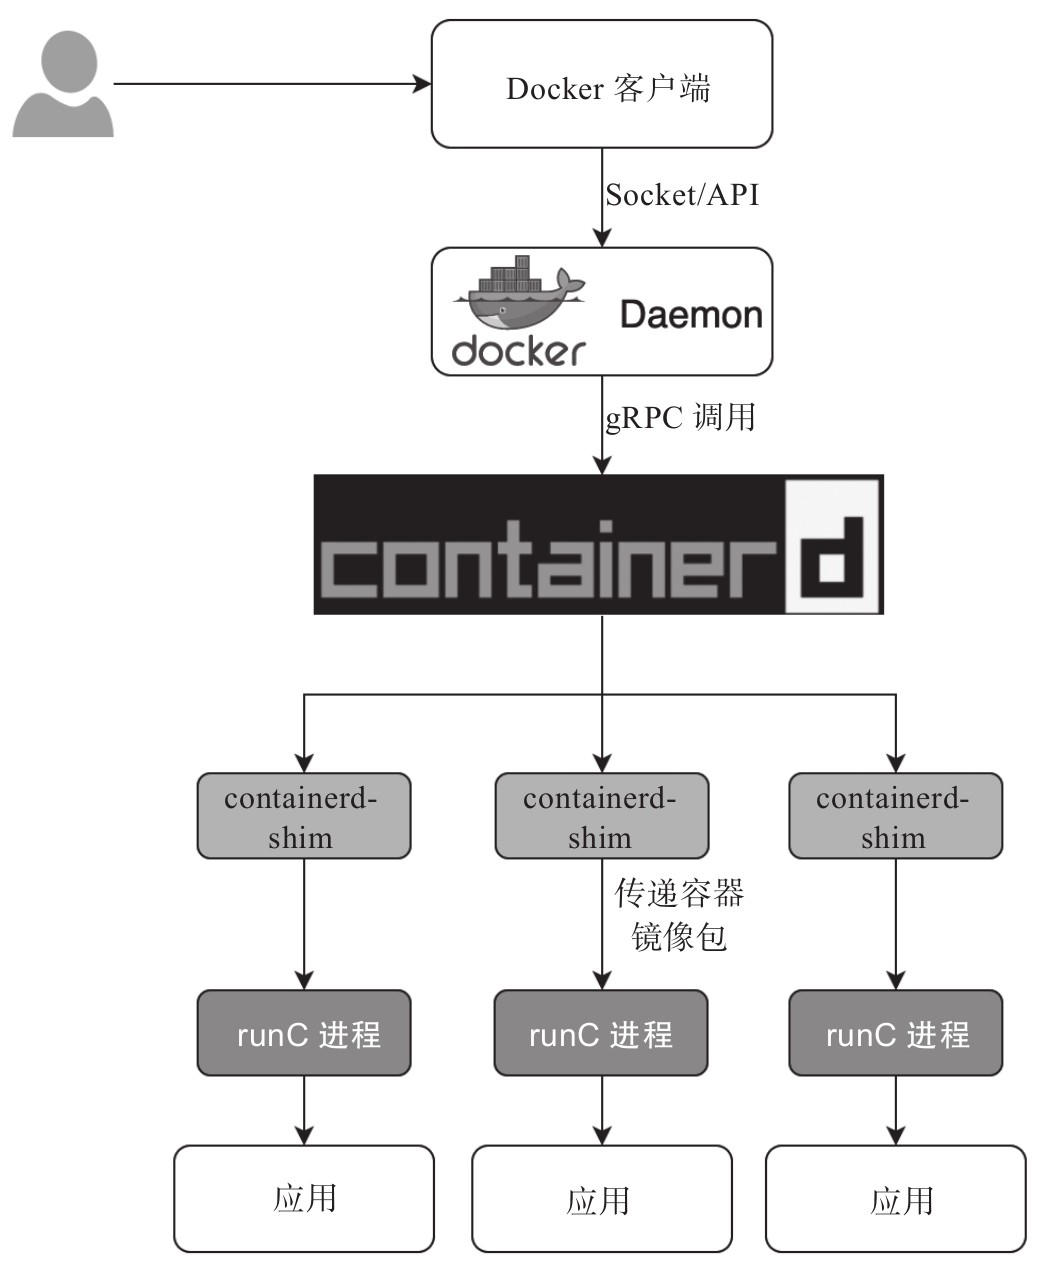 Docker 客户端
Socket/API
docker
Daemon
gRPC 调用
containerd
containerd-
shim
containerd-
shim
containerd-
shim
传递容器
镜像包
runC 进程
runC 进程
runC 进程
应用
应用
应用